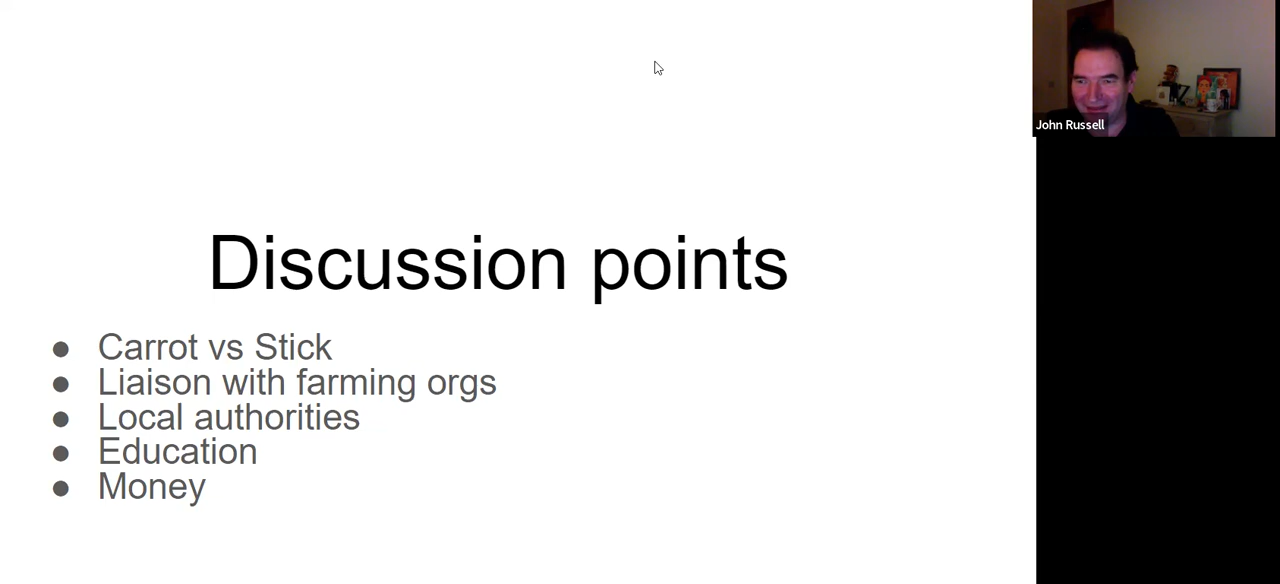 Discussion points
● Carrot vs Stick
● Liaison with farming orgs
● Local authorities
● Education
● Money
John Russell